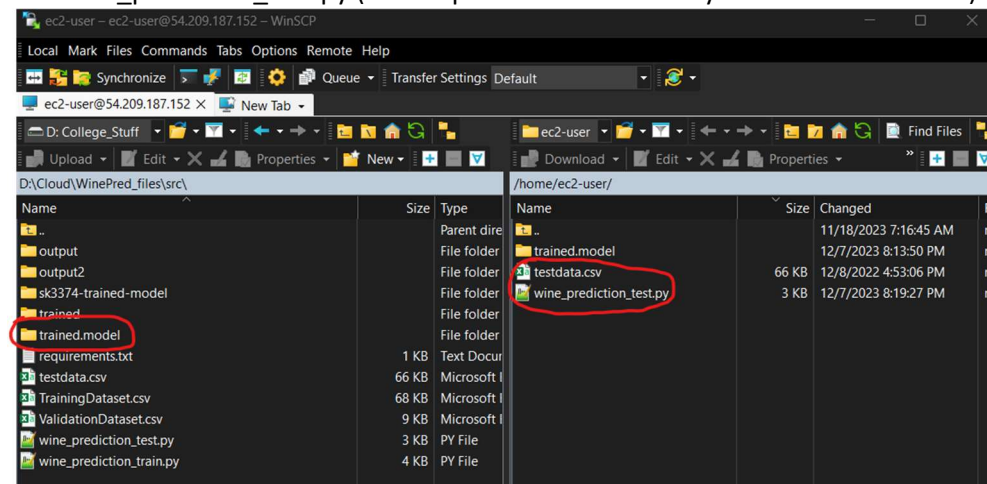 ec2-user – ec2-user@54.209.187.152 – WinSCP
Local Mark Files Commands Tabs Options Remote Help
Synchronize Queue Transfer Settings Default
ec2-user@54.209.187.152 × New Tab
D: College_Stuff ec2-user Find Files
Upload Edit Properties New Download Edit Properties »
D:\Cloud\WinePred_files\src\ /home/ec2-user/
Name Size Type Name Size Changed
.. Parent dire .. 11/18/2023 7:16:45 AM
output File folder trained.model 12/7/2023 8:13:50 PM
output2 File folder testdata.csv 66 KB 12/8/2022 4:53:06 PM
sk3374-trained-model File folder wine_prediction_test.py 3 KB 12/7/2023 8:19:27 PM
trained File folder
trained.model File folder
requirements.txt 1 KB Text Docur
testdata.csv 66 KB Microsoft
TrainingDataset.csv 68 KB Microsoft
ValidationDataset.csv 9 KB Microsoft
wine_prediction_test.py 3 KB PY File
wine_prediction_train.py 4 KB PY File